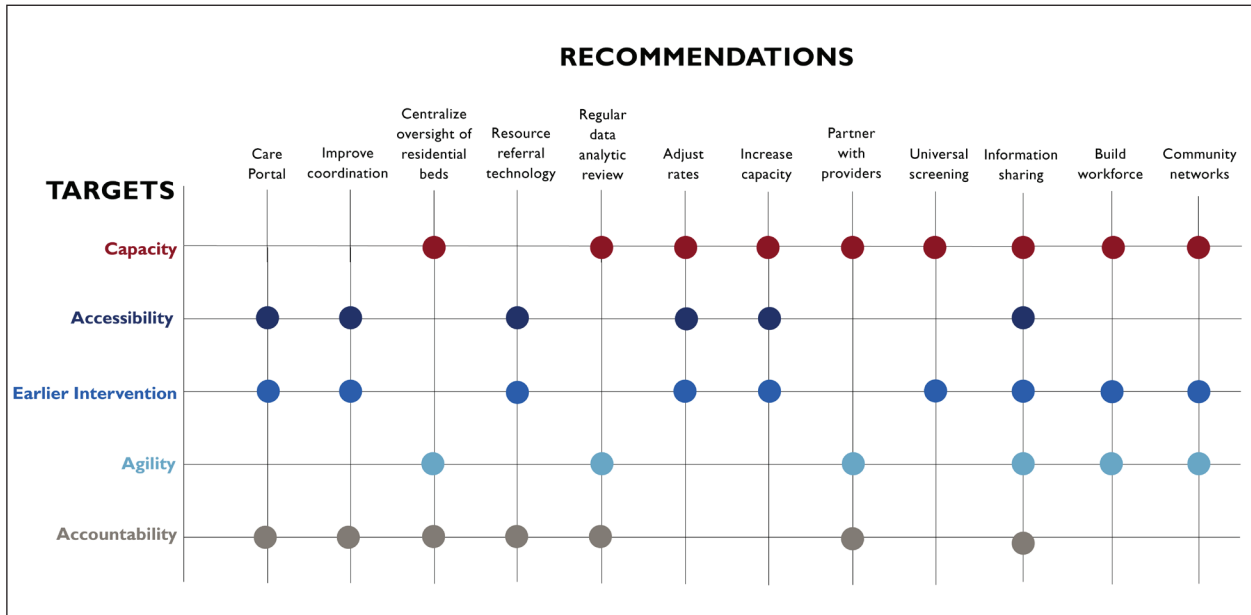 RECOMMENDATIONS
Care
Portal
Improve
coordination
Centralize
oversight of
residential
beds
Resource
referral
technology
Regular
data
analytic
review
Adjust
rates
Increase
capacity
Partner
with
providers
Universal
screening
Information
sharing
Build
workforce
Community
networks
TARGETS
Capacity
Accessibility
Earlier Intervention
Agility
Accountability